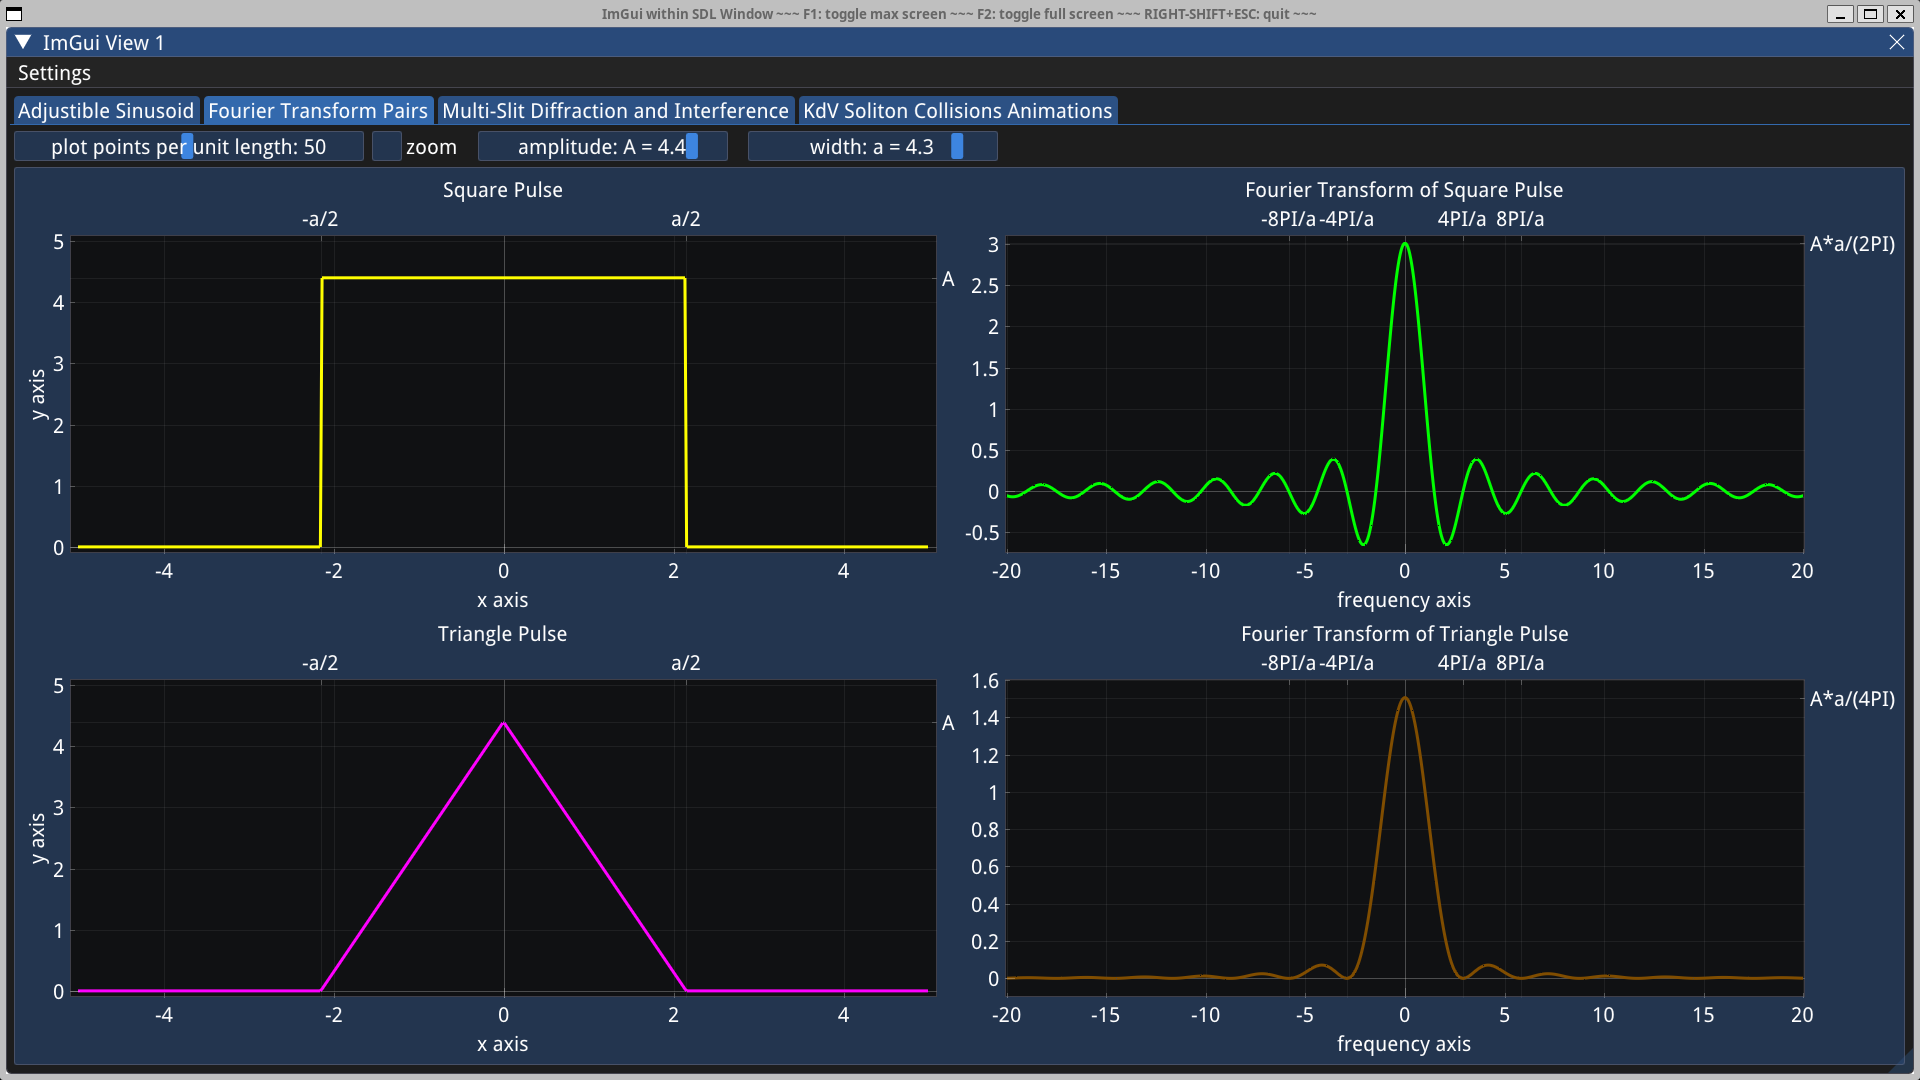 ImGui within SDL Window ~~~ F1: toggle max screen ~~~ F2: toggle full screen ~~~ RIGHT-SHIFT+ESC: quit ~~~
ImGui View 1
Settings
Adjustible Sinusoid Fourier Transform Pairs Multi-Slit Diffraction and Interference KdV Soliton Collisions Animations
plot points per unit length: 50 zoom amplitude: A = 4.4 width: a = 4.3
Square Pulse
-a/2 a/2
5
4
3
2
1
0
y axis
A
-4 -2 0 2 4
x axis
Fourier Transform of Square Pulse
-8PI/a -4PI/a 4PI/a 8PI/a
3
2.5
2
1.5
1
0.5
0
-0.5
A*a/(2PI)
-20 -15 -10 -5 0 5 10 15 20
frequency axis
Triangle Pulse
-a/2 a/2
5
4
3
2
1
0
y axis
A
-4 -2 0 2 4
x axis
Fourier Transform of Triangle Pulse
-8PI/a -4PI/a 4PI/a 8PI/a
1.6
1.4
1.2
1
0.8
0.6
0.4
0.2
0
A*a/(4PI)
-20 -15 -10 -5 0 5 10 15 20
frequency axis